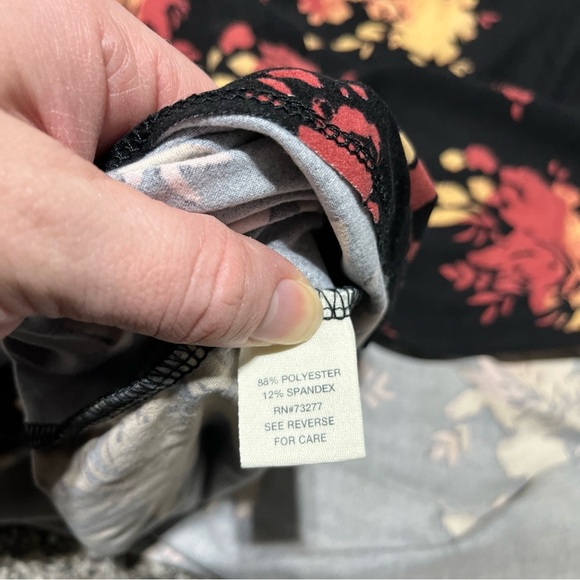 88% POLYESTER
12% SPANDEX
RN#73277
SEE REVERSE
FOR CARE